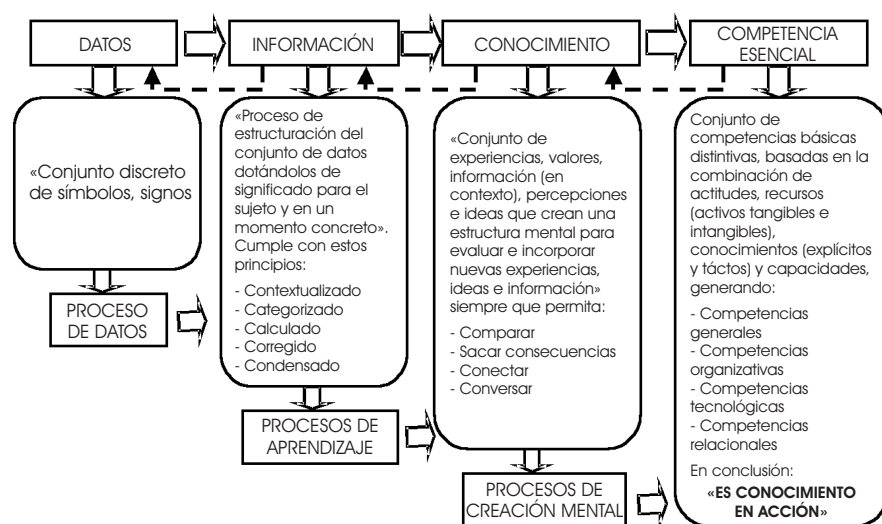 DATOS
INFORMACIÓN
CONOCIMIENTO
COMPETENCIA
ESENCIAL
«Conjunto discreto
de símbolos, signos
PROCESO
DE DATOS
«Proceso de
estructuración del
conjunto de datos
dotándolos de
significado para el
sujeto y en un
momento concreto».
Cumple con estos
principios:
- Contextualizado
- Categorizado
- Calculado
- Corregido
- Condensado
PROCESOS DE
APRENDIZAJE
«Conjunto de
experiencias, valores,
información (en
contexto), percepciones
e ideas que crean una
estructura mental para
evaluar e incorporar
nuevas experiencias,
ideas e información»
siempre que permita:
- Comparar
- Sacar consecuencias
- Conectar
- Conversar
PROCESOS DE
CREACIÓN MENTAL
Conjunto de
competencias básicas
distintivas, basadas en la
combinación de
actitudes, recursos
(activos tangibles e
intangibles),
conocimientos (explícitos
y táctos) y capacidades,
generando:
- Competencias
generales
- Competencias
organizativas
- Competencias
tecnológicas
- Competencias
relacionales
En conclusión:
«ES CONOCIMIENTO
EN ACCIÓN»